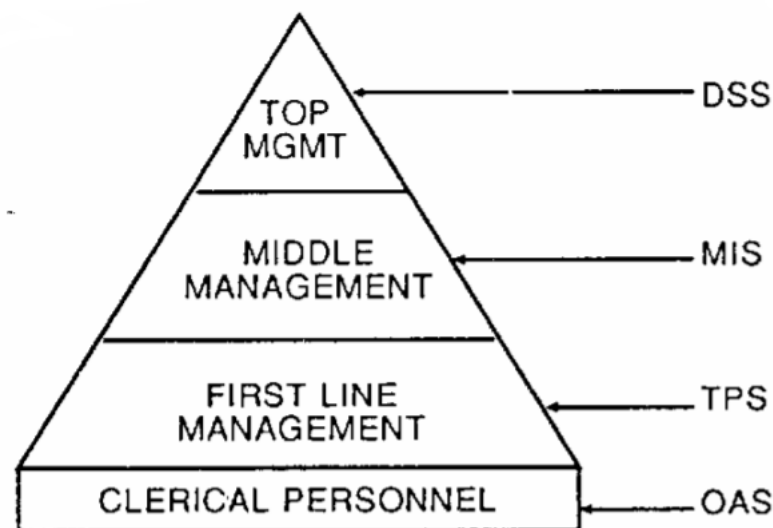 DSS
TOP
MGMT
MIDDLE
MANAGEMENT
MIS
FIRST LINE
MANAGEMENT
TPS
CLERICAL PERSONNEL
OAS